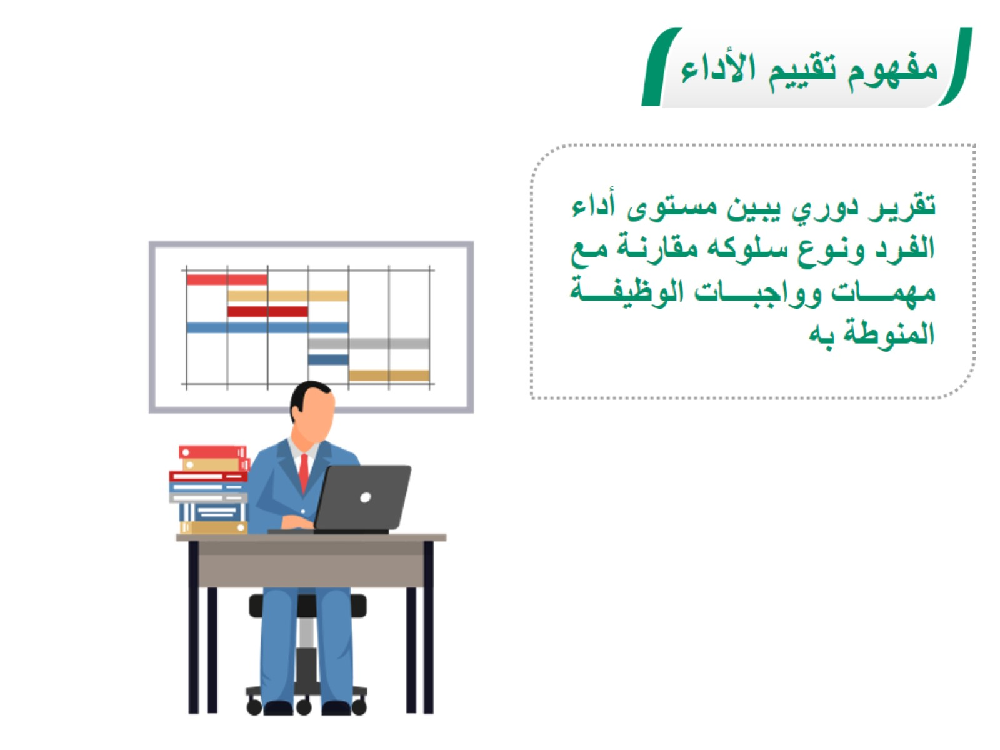 مفهوم تقييم الأداء
تقرير دوري يبين مستوى أداء
الفرد ونوع سلوكه مقارنة مع
مهمات وواجبات الوظيفة
المنوطة به